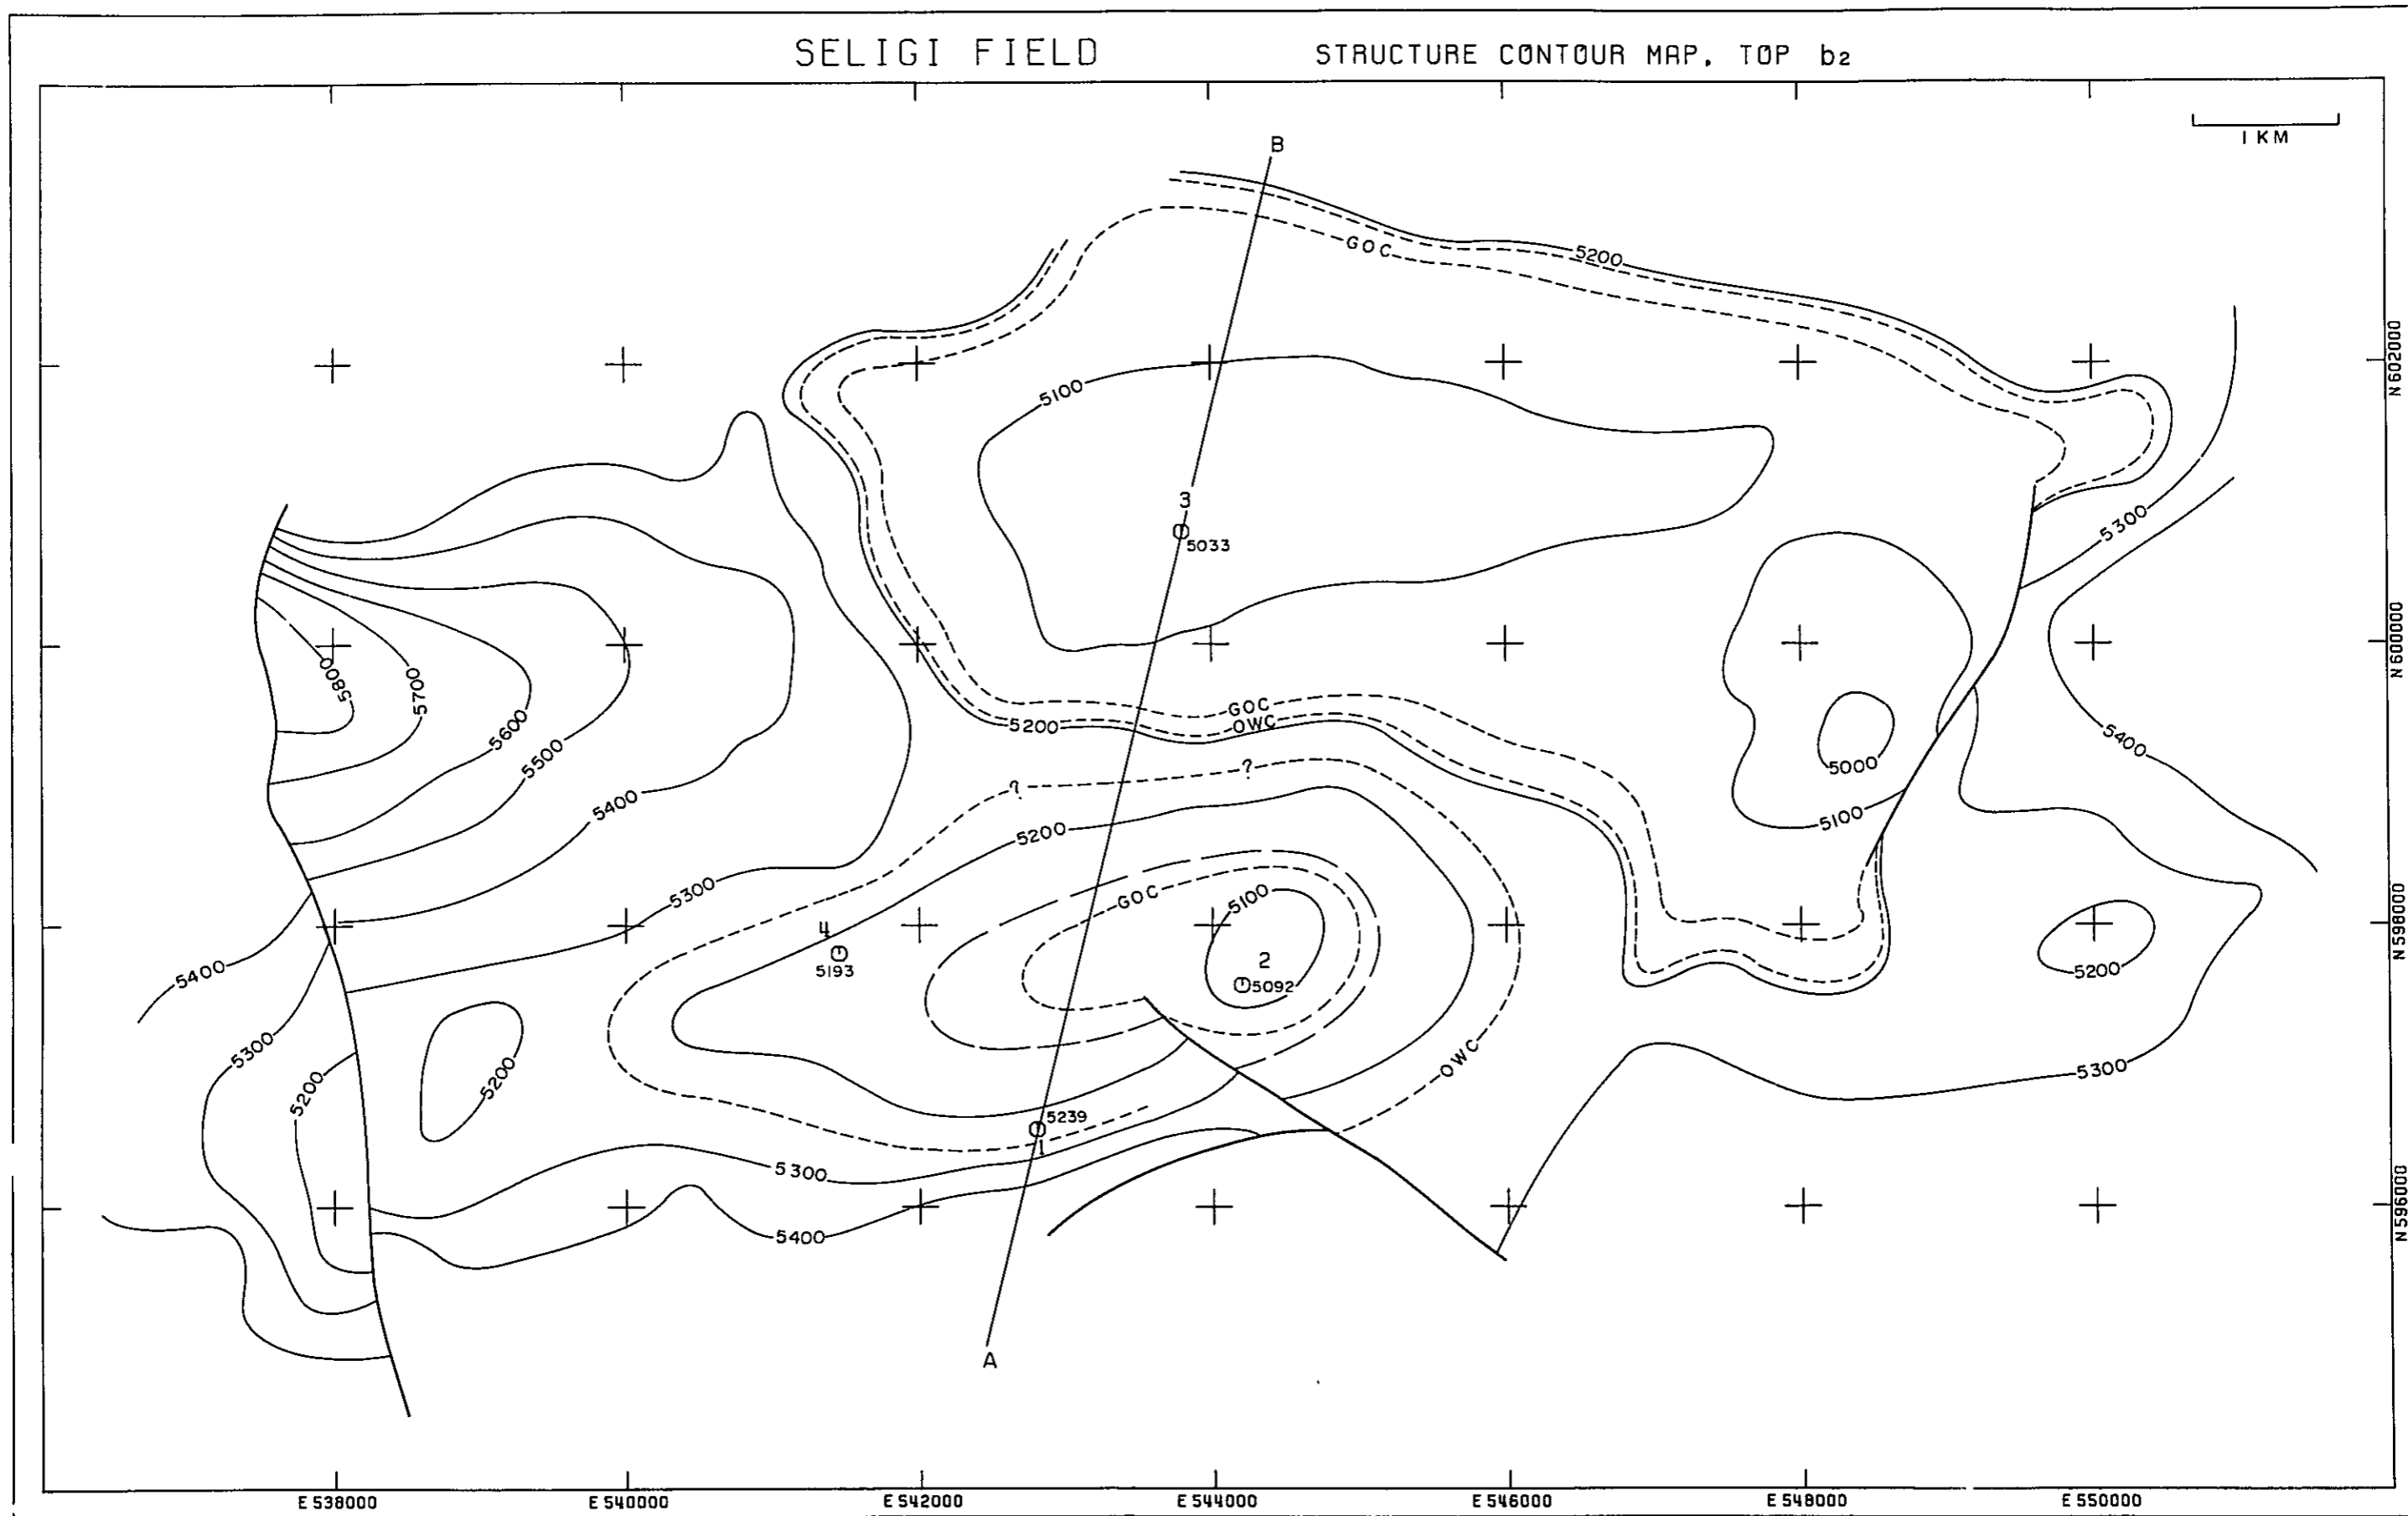 SELIGI FIELD
STRUCTURE CONTOUR MAP, TOP b2
1 KM
B
GOC
5200
N 602000
5100
3
5033
5300
N 600000
5800
5700
5600
5500
5400
GOC
OWC
5200
?
?
5400
5000
5100
5400
5200
5300
GOC
5100
4
5193
2
5092
5200
N 598000
5400
5300
5200
5200
OWC
5300
5239
1
5300
5400
N 596000
A
E 538000
E 540000
E 542000
E 544000
E 546000
E 548000
E 550000